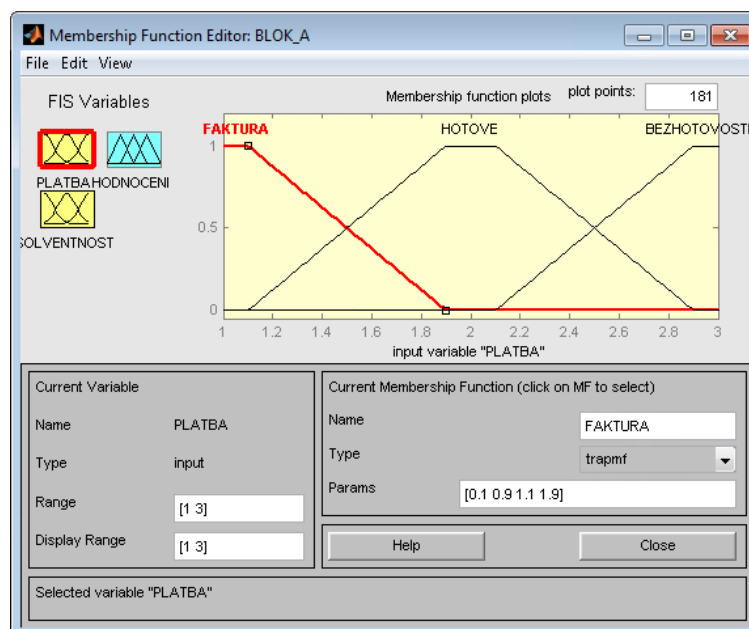 Membership Function Editor: BLOK_A
File Edit View
FIS Variables
Membership function plots plot points: 181
FAKTURA HOTOVE BEZHOTOVOSTI
PLATBA HODNOCENI
SOLVENTNOST
1
0.5
0
1 1.2 1.4 1.6 1.8 2 2.2 2.4 2.6 2.8 3
input variable "PLATBA"
Current Variable
Name PLATBA
Type input
Range [1 3]
Display Range [1 3]
Current Membership Function (click on MF to select)
Name FAKTURA
Type trapmf
Params [0.1 0.9 1.1 1.9]
Help Close
Selected variable "PLATBA"